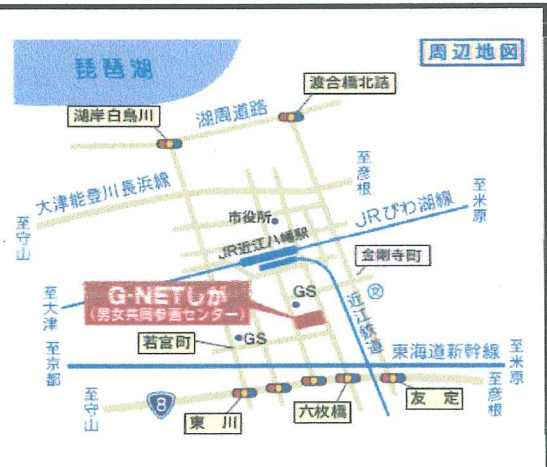 周辺地図
琵琶湖
渡合橋北詰
湖岸白鳥川
湖周道路
大津能登川長浜線
至彦根
至米原
至守山
市役所
JRびわ湖線
JR近江八幡駅
金剛寺町
G-NETしが
(男女共同参画センター)
GS
近江鉄道
至大津
若宮町
GS
東海道新幹線
至京都
至米原
至守山
8
東川
六枚橋
友定
至彦根